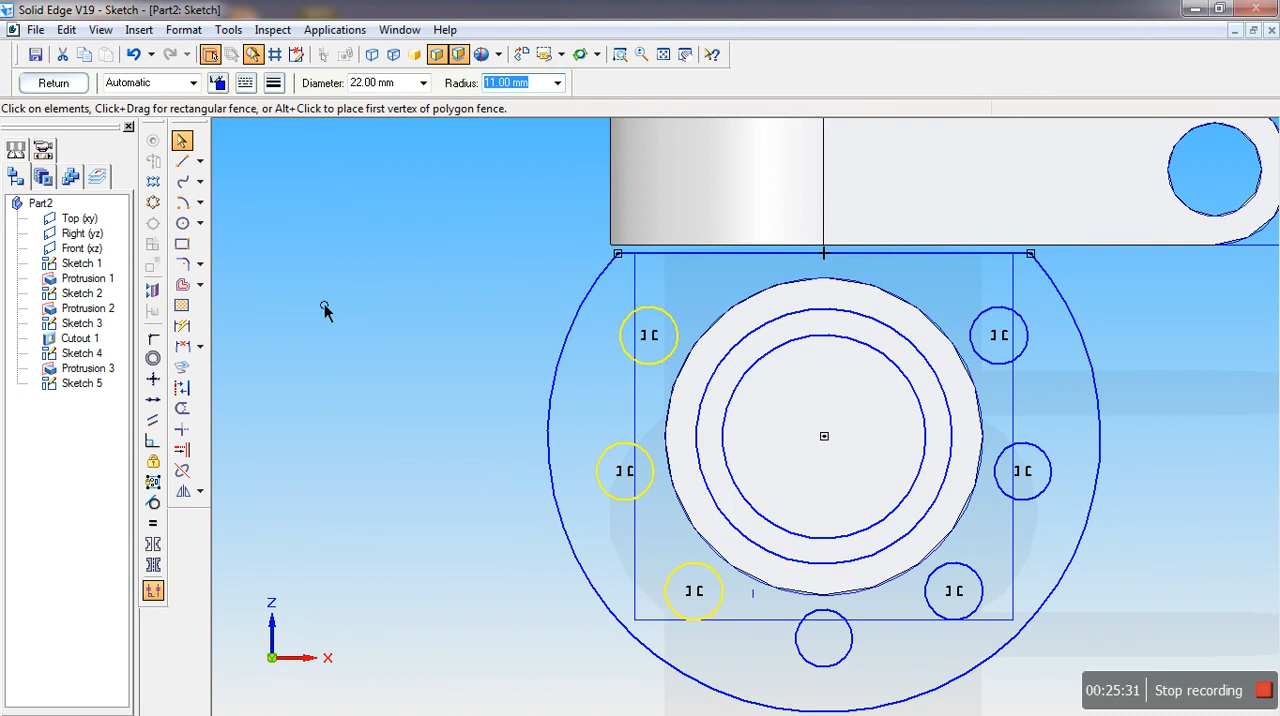 Solid Edge V19 - Sketch - [Part2: Sketch]
File Edit View Insert Format Tools Inspect Applications Window Help
Return Automatic Diameter: 22.00 mm Radius: 11.00 mm
Click on elements, Click+Drag for rectangular fence, or Alt+Click to place first vertex of polygon fence.
Part2
Top (xy)
Right (yz)
Front (xz)
Sketch 1
Protrusion 1
Sketch 2
Protrusion 2
Sketch 3
Cutout 1
Sketch 4
Protrusion 3
Sketch 5
Z
X
00:25:31 Stop recording